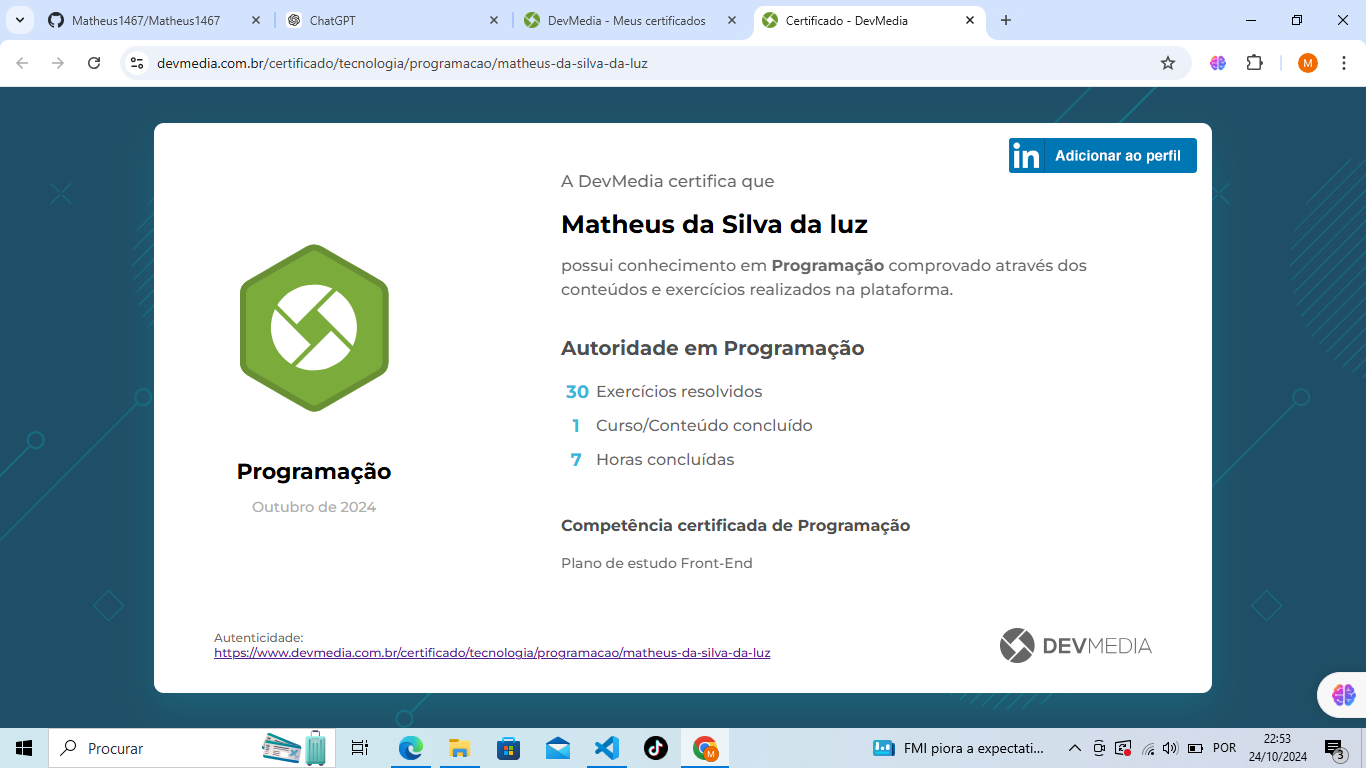 Matheus1467/Matheus1467
ChatGPT
DevMedia - Meus certificados
Certificado - DevMedia
devmedia.com.br/certificado/tecnologia/programacao/matheus-da-silva-da-luz
M
in Adicionar ao perfil
A DevMedia certifica que
Matheus da Silva da luz
possui conhecimento em Programação comprovado através dos
conteúdos e exercícios realizados na plataforma.
Autoridade em Programação
30 Exercícios resolvidos
1 Curso/Conteúdo concluído
7 Horas concluídas
Programação
Outubro de 2024
Competência certificada de Programação
Plano de estudo Front-End
Autenticidade:
https://www.devmedia.com.br/certificado/tecnologia/programacao/matheus-da-silva-da-luz
DEVMEDIA
Procurar
M
FMI piora a expectati...
POR
22:53
24/10/2024
3